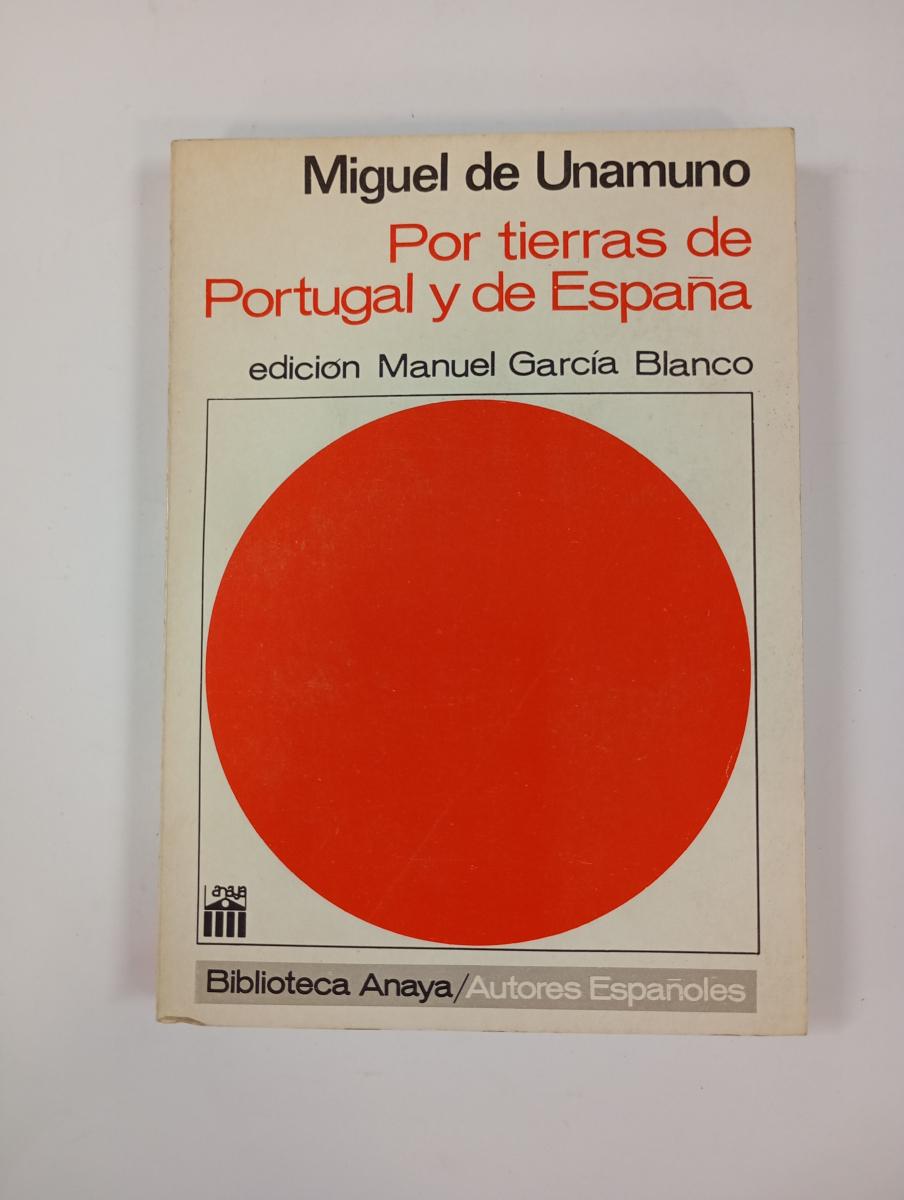 Miguel de Unamuno
Por tierras de
Portugal y de España
edición Manuel García Blanco
anaya
Biblioteca Anaya/Autores Españoles